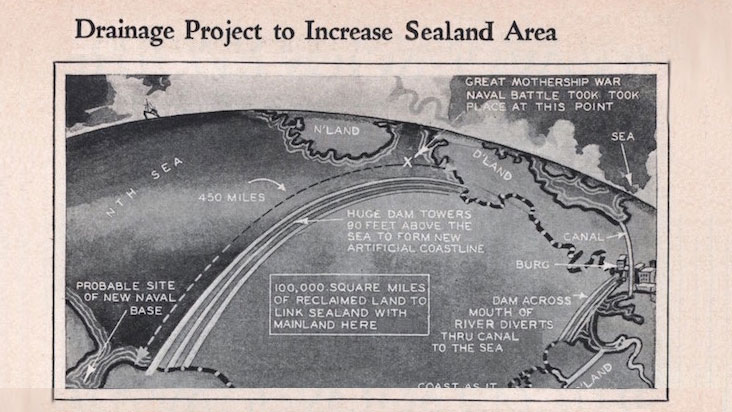 Drainage Project to Increase Sealand Area
GREAT MOTHERSHIP WAR
NAVAL BATTLE TOOK TOOK
PLACE AT THIS POINT
N'LAND
SEA
D'LAND
X
NTH SEA
450 MILES
HUGE DAM TOWERS
90 FEET ABOVE THE
SEA TO FORM NEW
ARTIFICIAL COASTLINE
CANAL
BURG
PROBABLE SITE
OF NEW NAVAL
BASE
100,000 SQUARE MILES
OF RECLAIMED LAND TO
LINK SEALAND WITH
MAINLAND HERE
DAM ACROSS
MOUTH OF
RIVER DIVERTS
THRU CANAL
TO THE SEA
COAST AS IT